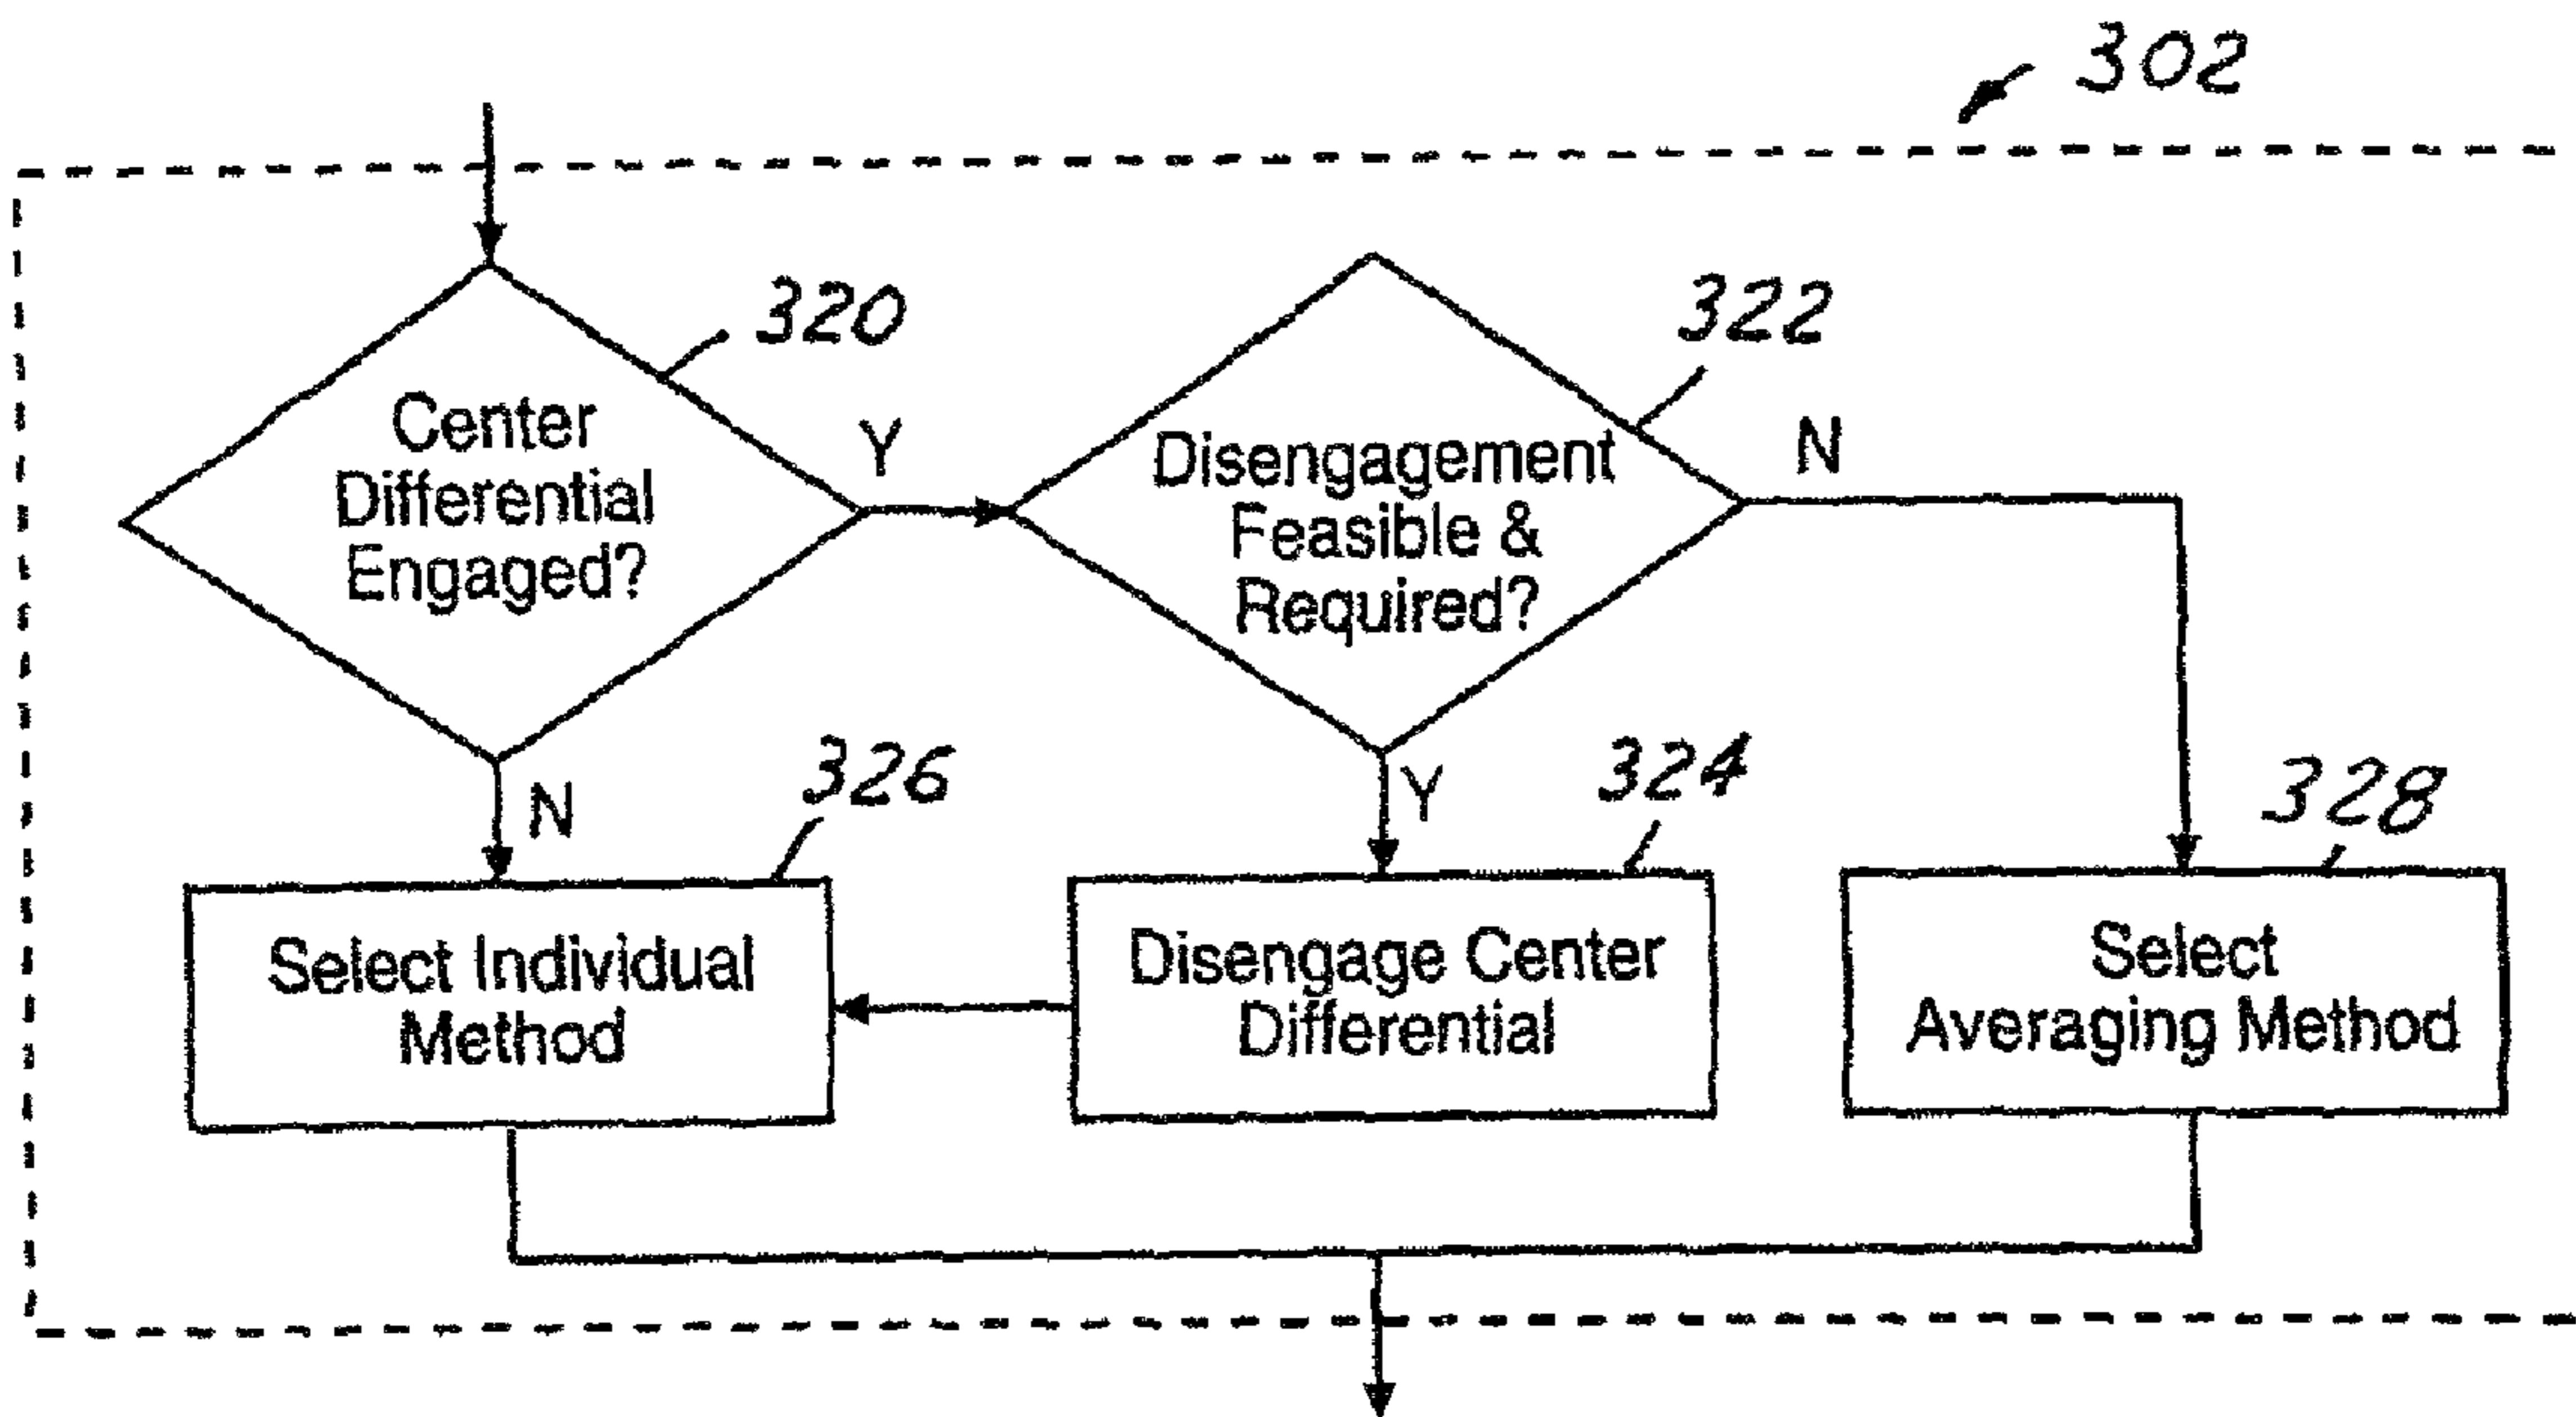 302
320
Center
Differential
Engaged?
Y
322
Disengagement
Feasible &
Required?
N
N
326
Select Individual
Method
Y
324
Disengage Center
Differential
328
Select
Averaging Method